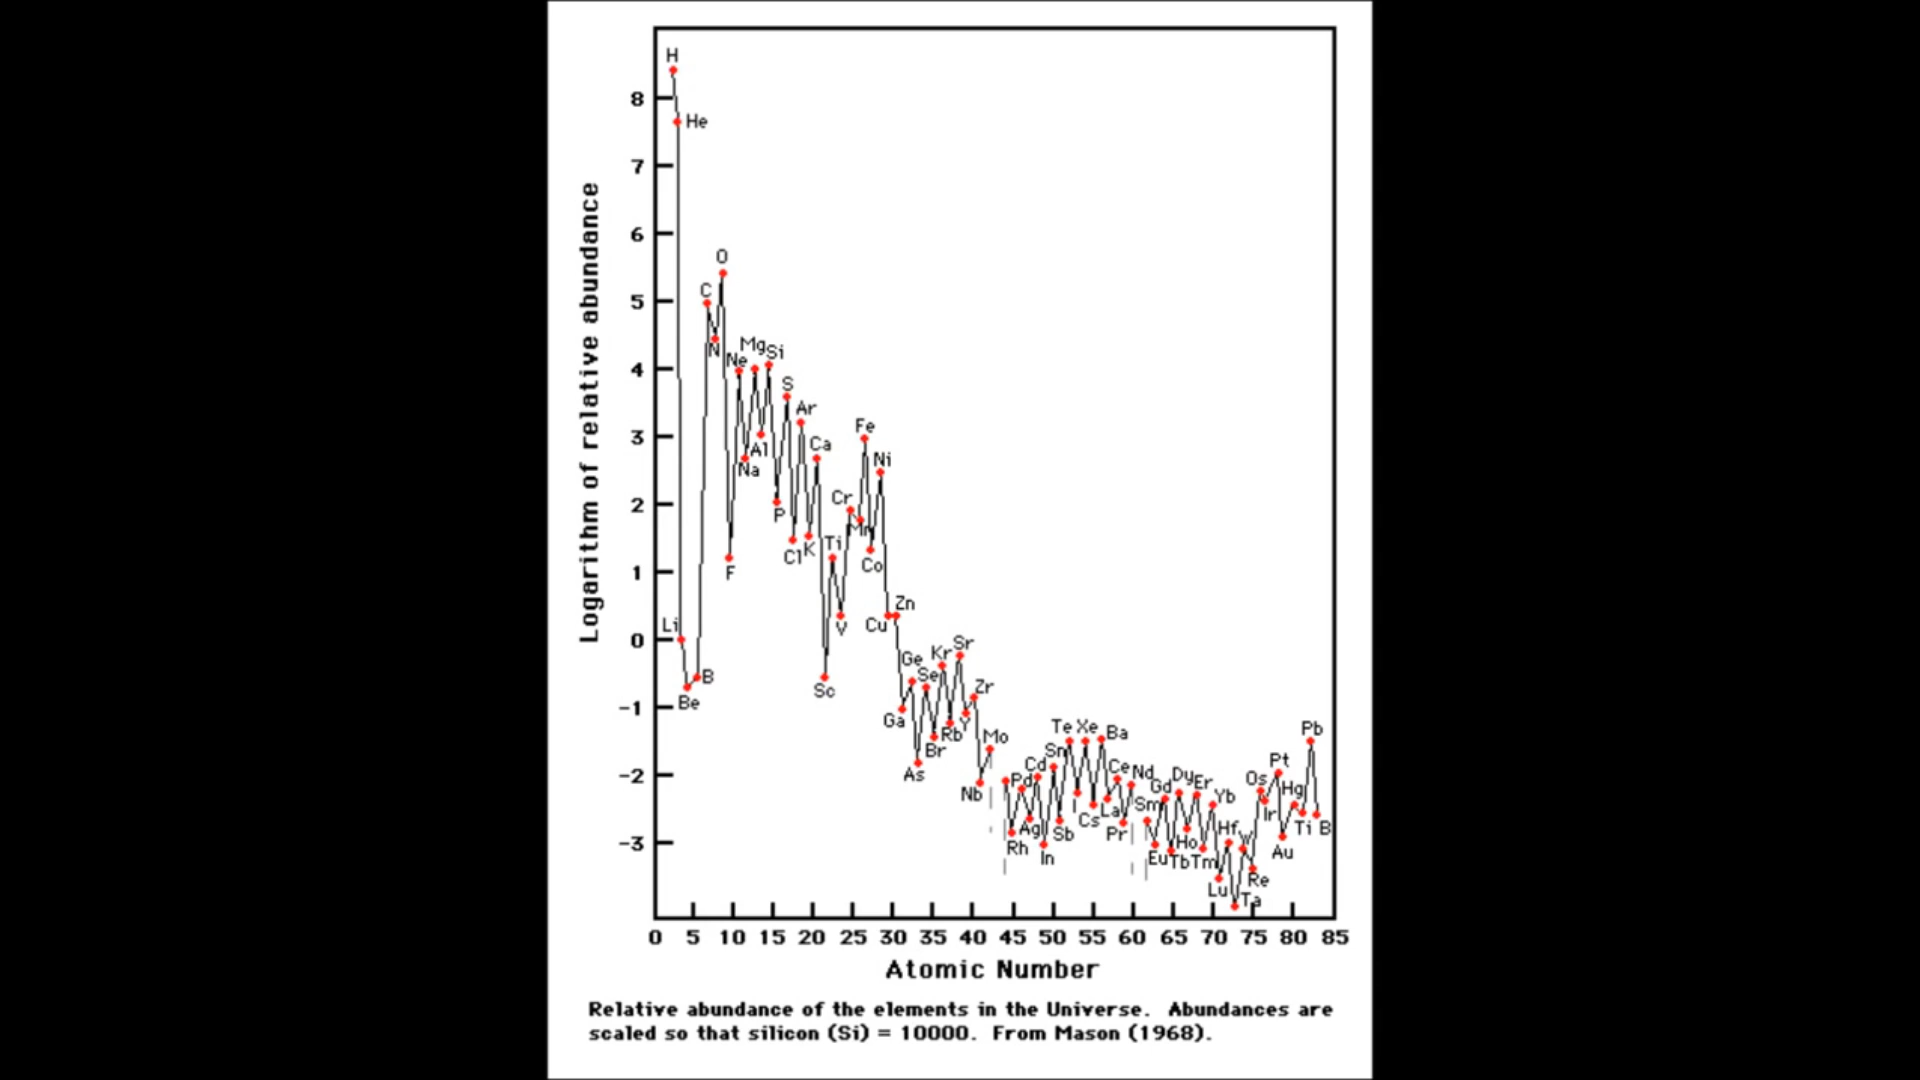 H
8
He
7
6
O
C
5
N
Mg
Si
Ne
4
S
Ar
Fe
Ca
3
Al
Ni
Na
Cr
2
P
Mn
Ti
K
Cl
Co
1
F
Zn
Li
V
Cu
0
Sr
Kr
Ge
Se
B
Zr
Sc
Be
-1
Ga
Rb
Y
Te
Xe
Ba
Pb
Mo
Br
Sn
Pt
Cd
Ce
Nd
-2
As
Pd
Gd
Dy
Er
Os
Hg
Nb
I
La
Sm
Yb
Ir
Cs
Ag
Sb
Pr
Hf
W
Ti
B
-3
Rh
In
Ho
Eu
Tb
Tm
Au
Lu
Re
Ta
Logarithm of relative abundance
0 5 10 15 20 25 30 35 40 45 50 55 60 65 70 75 80 85
Atomic Number
Relative abundance of the elements in the Universe. Abundances are
scaled so that silicon (Si) = 10000. From Mason (1968).